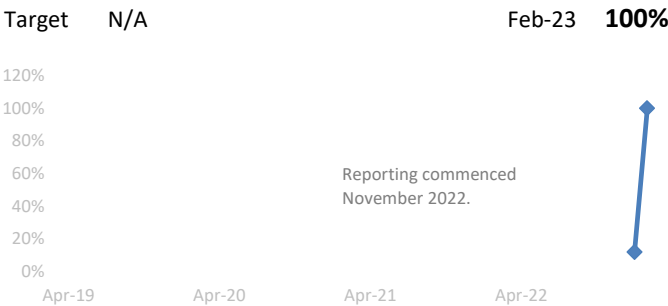 Target N/A Feb-23 100%
120%
100%
80%
60%
40%
20%
0%
Reporting commenced
November 2022.
Apr-19 Apr-20 Apr-21 Apr-22